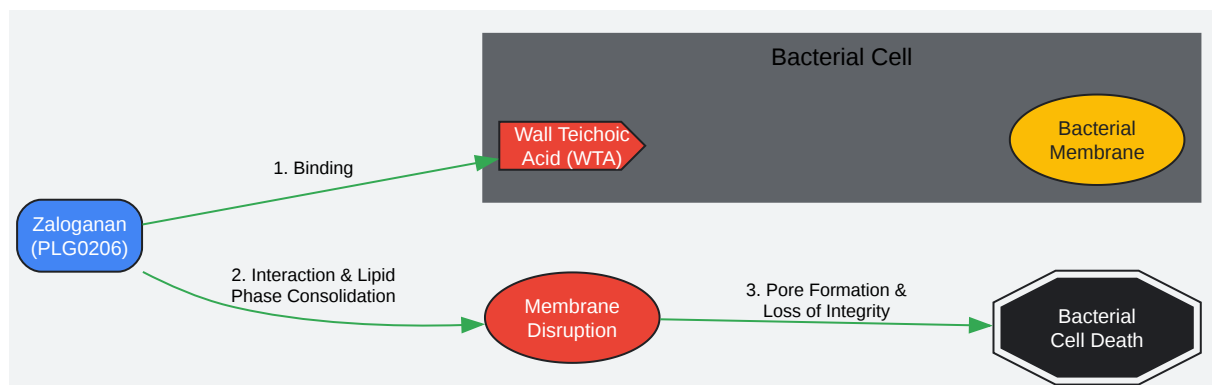 Bacterial Cell
Wall Teichoic
Acid (WTA)
Bacterial
Membrane
1. Binding
Zaloganan
(PLG0206)
2. Interaction & Lipid
Phase Consolidation
Membrane
Disruption
3. Pore Formation &
Loss of Integrity
Bacterial
Cell Death